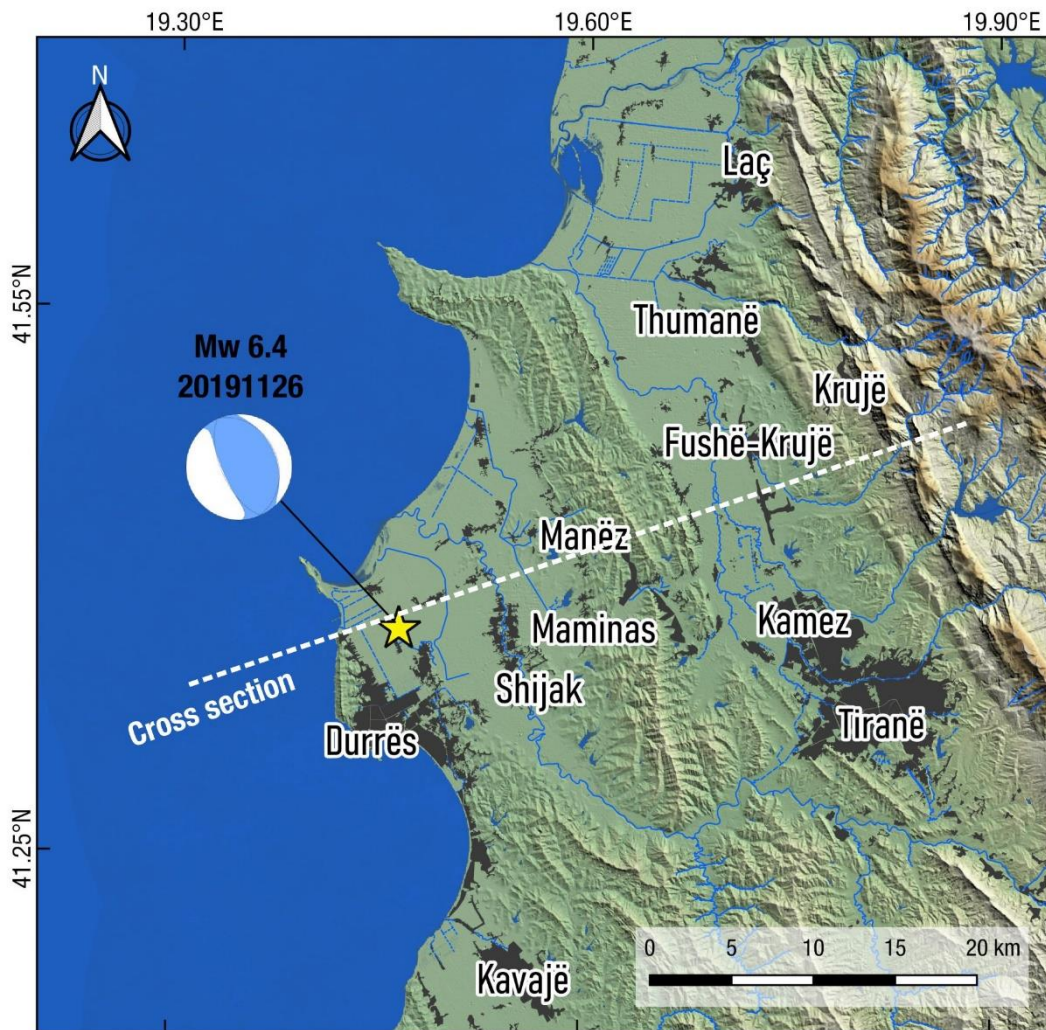 19.30°E
19.60°E
19.90°E
N
Laç
41.55°N
Thumanë
Mw 6.4
20191126
Krujë
Fushë-Krujë
Manëz
Maminas
Kamez
Shijak
Cross section
Tiranë
Durrës
41.25°N
0 5 10 15 20 km
Kavajë